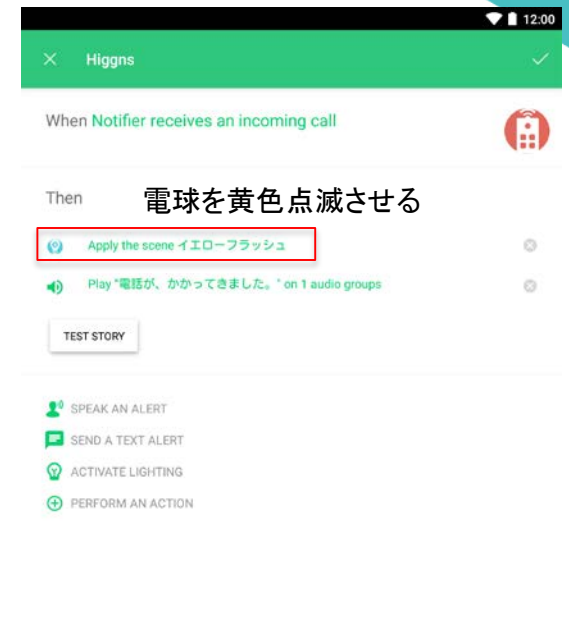 12:00
Higgns
When Notifier receives an incoming call
Then
電球を黄色点滅させる
Apply the scene イエローフラッシュ
Play "電話が、かかってきました。" on 1 audio groups
TEST STORY
SPEAK AN ALERT
SEND A TEXT ALERT
ACTIVATE LIGHTING
PERFORM AN ACTION